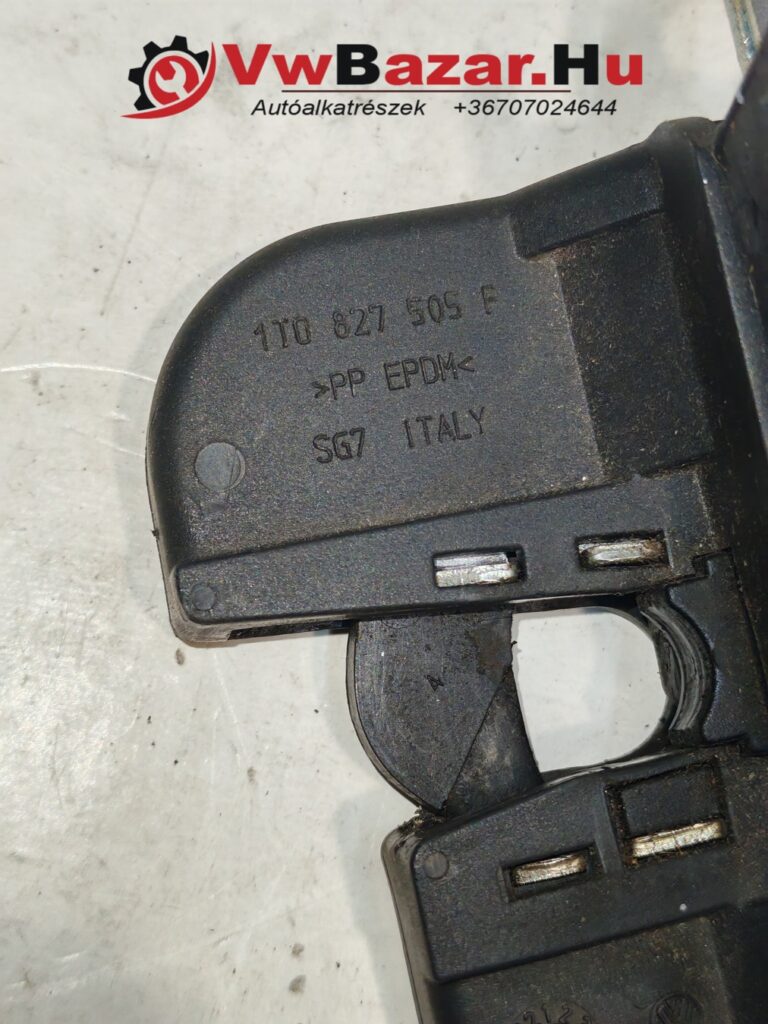 VwBazar.Hu
Autóalkatrészek +36707024644
1T0 827 505 F
>PP EPDM<
SG7 ITALY